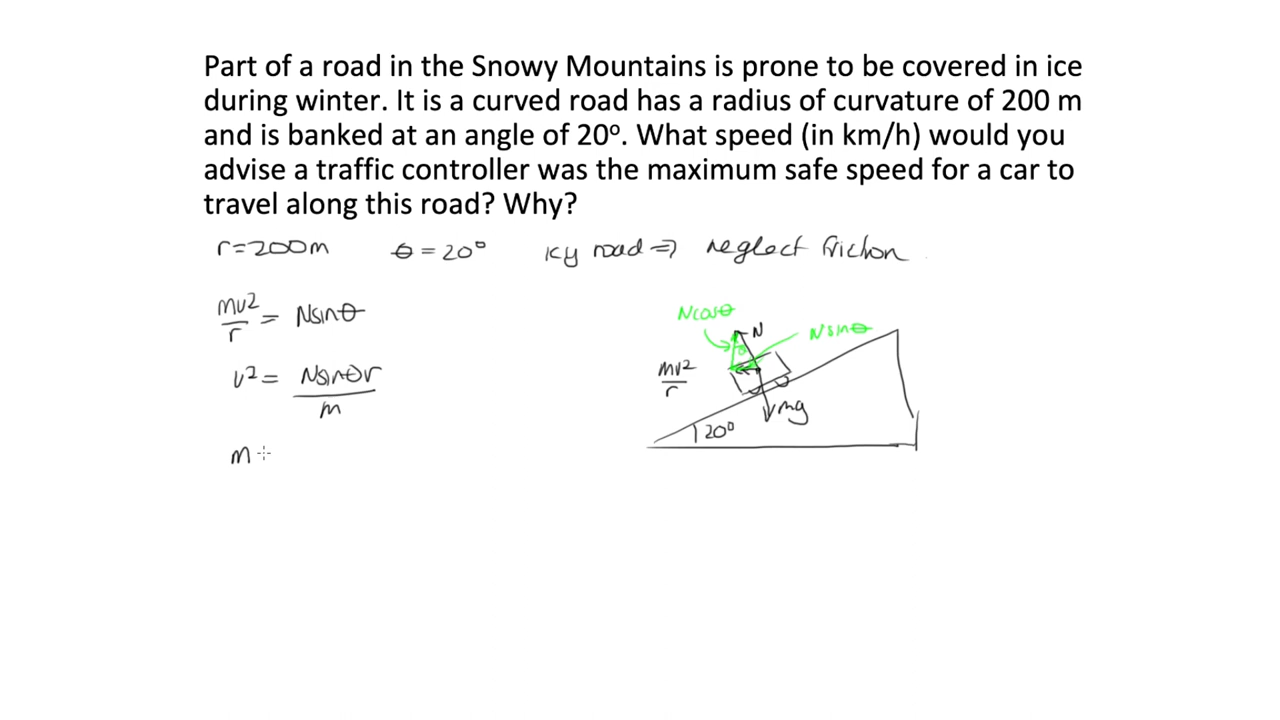 Part of a road in the Snowy Mountains is prone to be covered in ice
during winter. It is a curved road has a radius of curvature of 200 m
and is banked at an angle of 20º. What speed (in km/h) would you
advise a traffic controller was the maximum safe speed for a car to
travel along this road? Why?
r=200m θ=20° Icy road ⇒ neglect friction
mv²/r = Nsinθ
v² = Nsinθr/m
m
Ncosθ
N
Nsinθ
θ
mv²/r
mg
20°